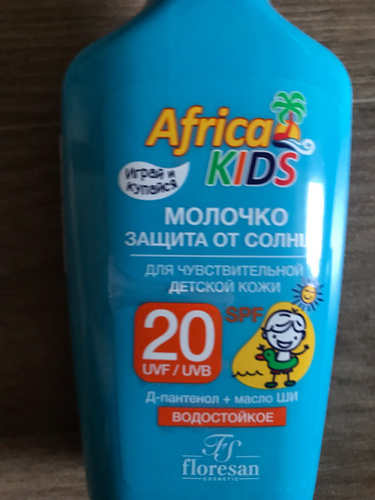 Africa
KIDS
Играй и
купайся
МОЛОЧКО
ЗАЩИТА ОТ СОЛНЦ
ДЛЯ ЧУВСТВИТЕЛЬНОЙ
ДЕТСКОЙ КОЖИ
20
SPF
UVF / UVB
Д-пантенол + масло ШИ
ВОДОСТОЙКОЕ
FS
floresan
COSMETIC